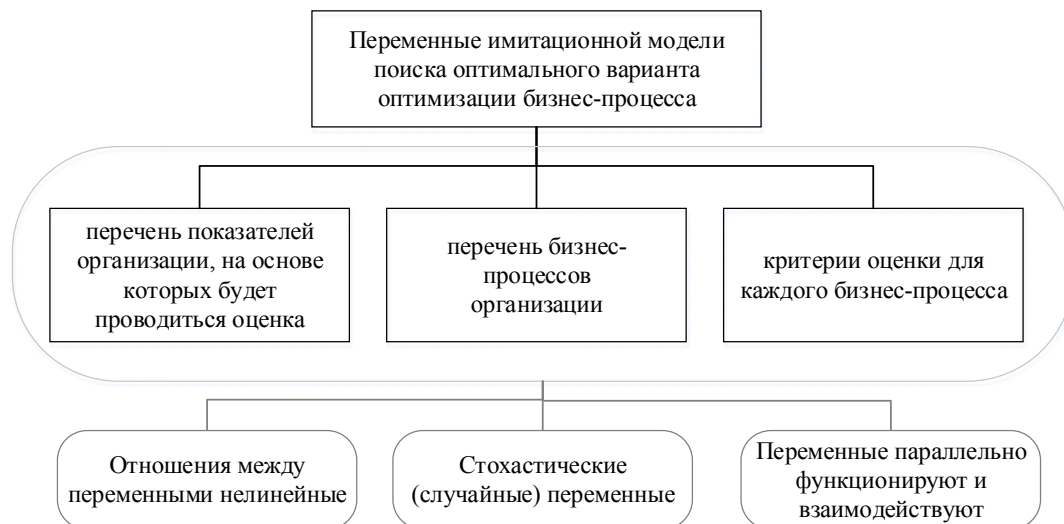 Переменные имитационной модели
поиска оптимального варианта
оптимизации бизнес-процесса
перечень показателей
организации, на основе
которых будет
проводиться оценка
перечень бизнес-
процессов
организации
критерии оценки для
каждого бизнес-процесса
Отношения между
переменными нелинейные
Стохастические
(случайные) переменные
Переменные параллельно
функционируют и
взаимодействуют